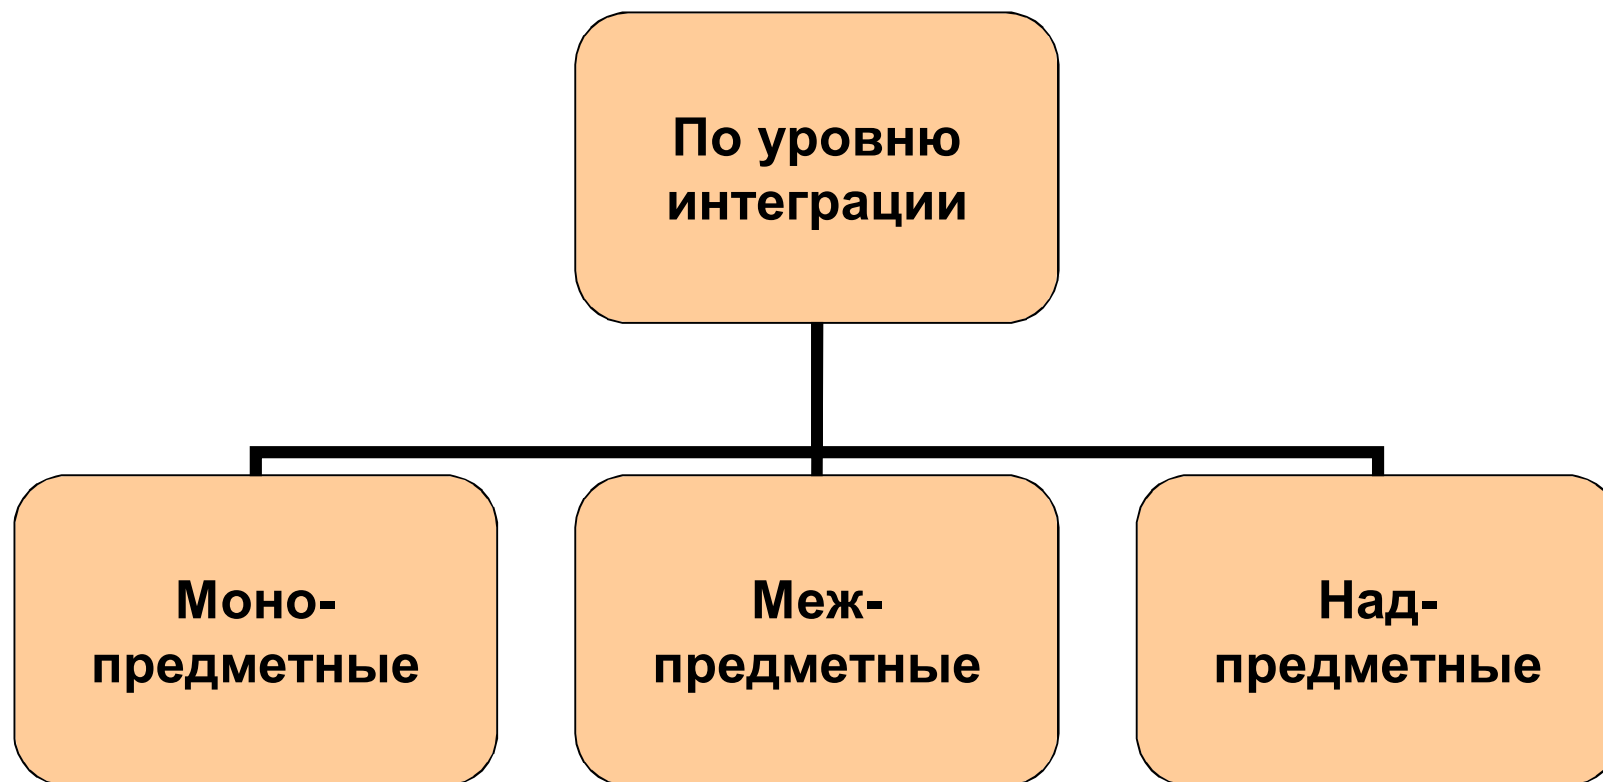 По уровню
интеграции
Моно-
предметные
Меж-
предметные
Над-
предметные